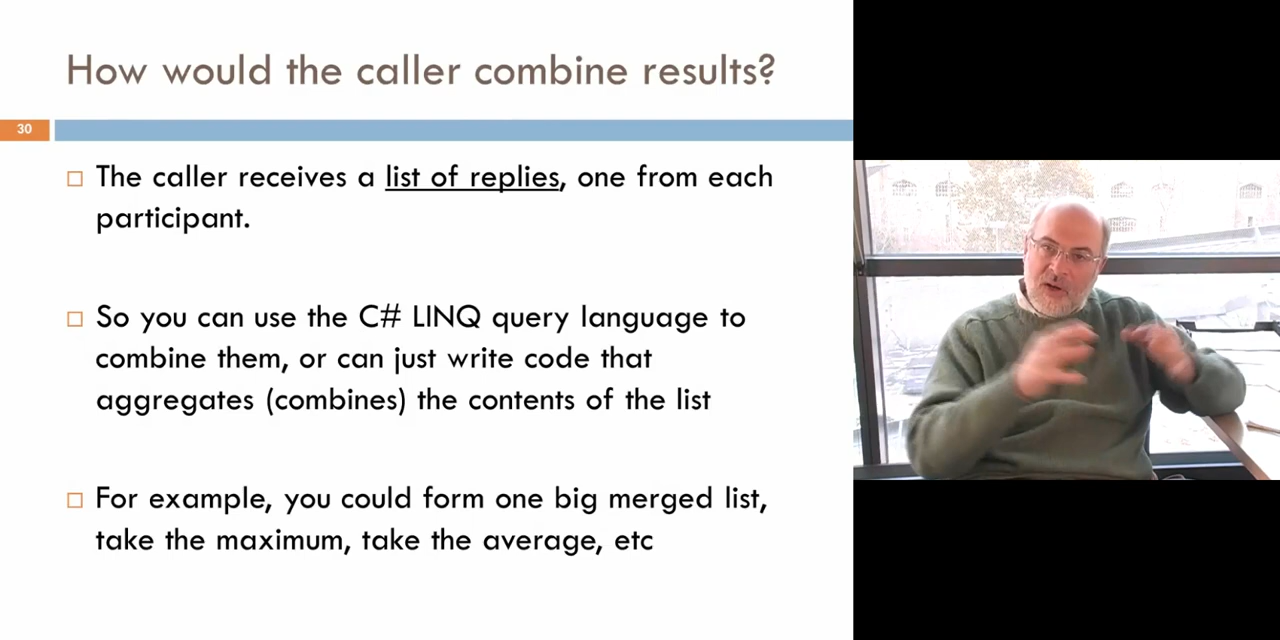 How would the caller combine results?
30
The caller receives a list of replies, one from each
participant.
So you can use the C# LINQ query language to
combine them, or can just write code that
aggregates (combines) the contents of the list
For example, you could form one big merged list,
take the maximum, take the average, etc